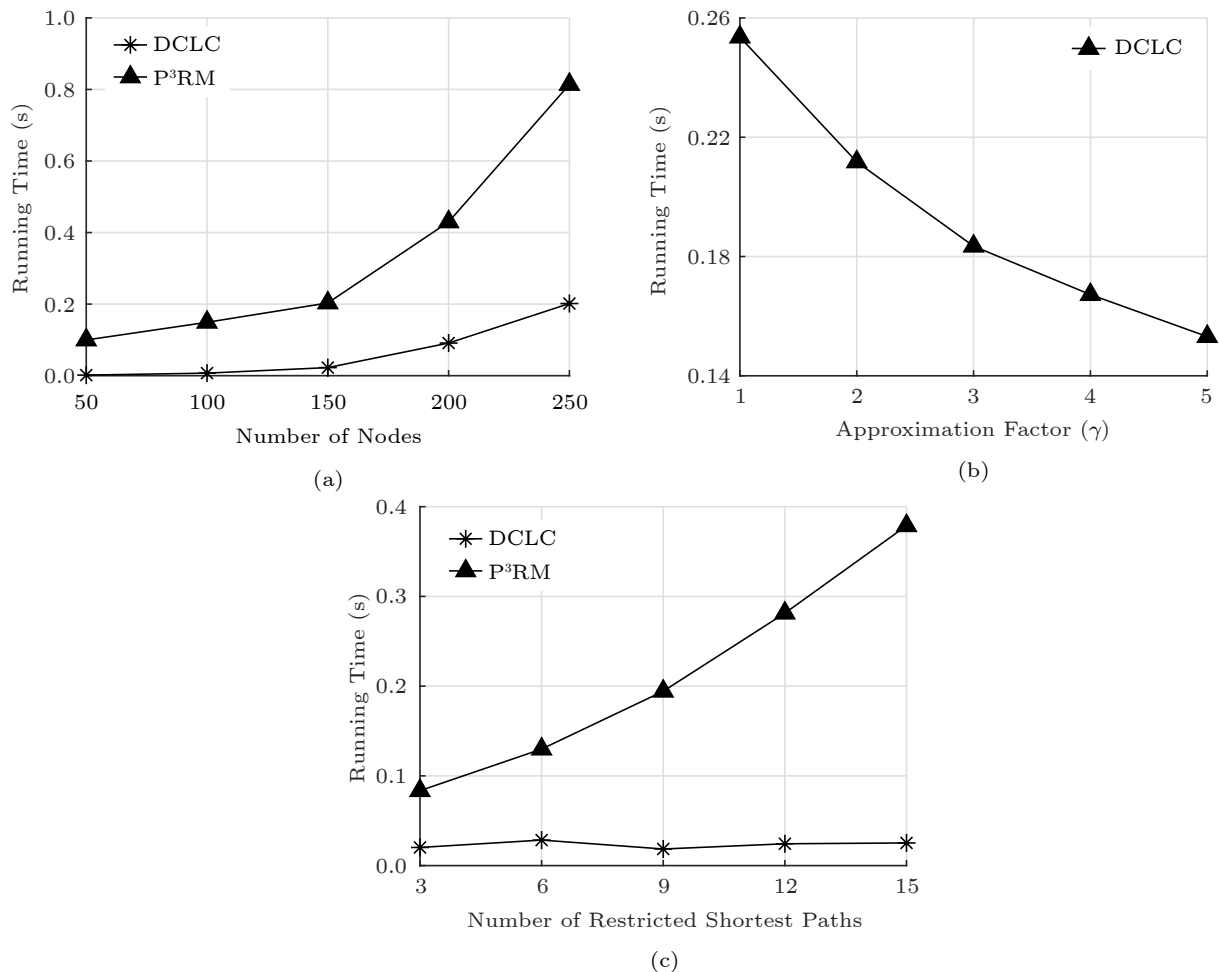 1.0
0.8
0.6
0.4
0.2
0.0
Running Time (s)
DCLC
P³RM
50 100 150 200 250
Number of Nodes
(a)
0.26
0.22
0.18
0.14
Running Time (s)
DCLC
1 2 3 4 5
Approximation Factor (γ)
(b)
0.4
0.3
0.2
0.1
0.0
Running Time (s)
DCLC
P³RM
3 6 9 12 15
Number of Restricted Shortest Paths
(c)